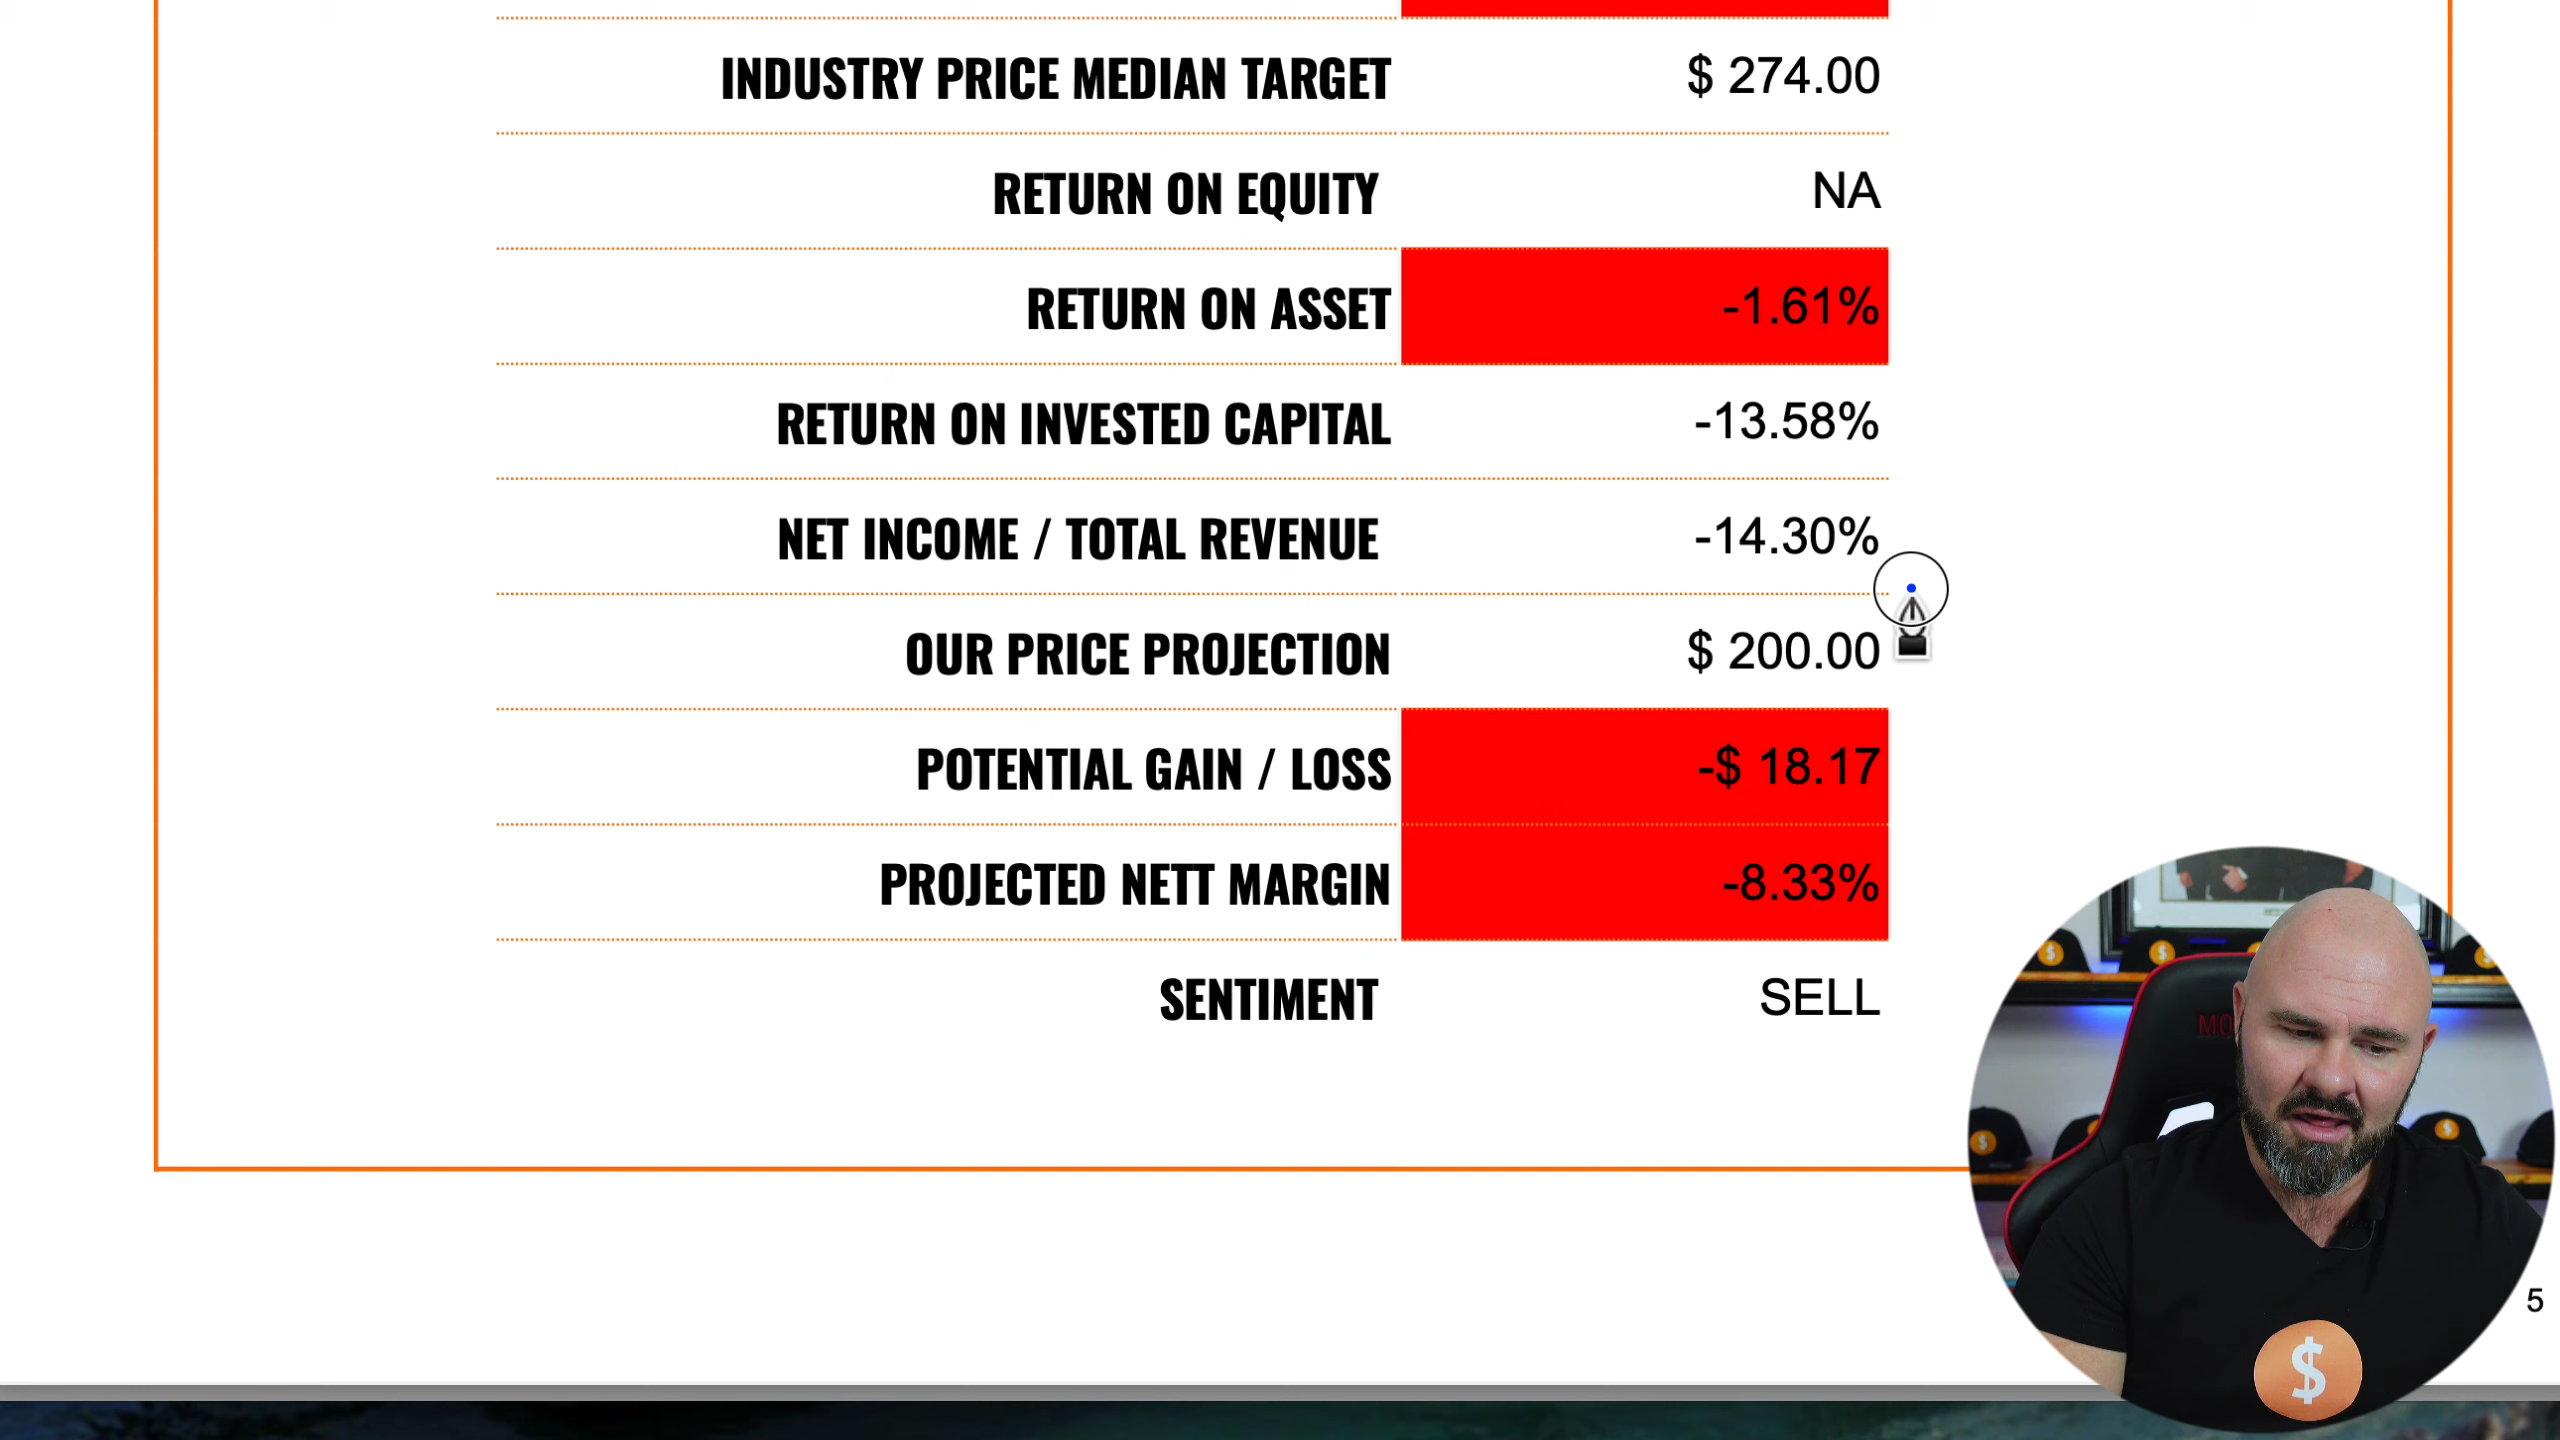 INDUSTRY PRICE MEDIAN TARGET $ 274.00
RETURN ON EQUITY NA
RETURN ON ASSET -1.61%
RETURN ON INVESTED CAPITAL -13.58%
NET INCOME / TOTAL REVENUE -14.30%
OUR PRICE PROJECTION $ 200.00
POTENTIAL GAIN / LOSS -$ 18.17
PROJECTED NETT MARGIN -8.33%
SENTIMENT SELL
MO
5
$